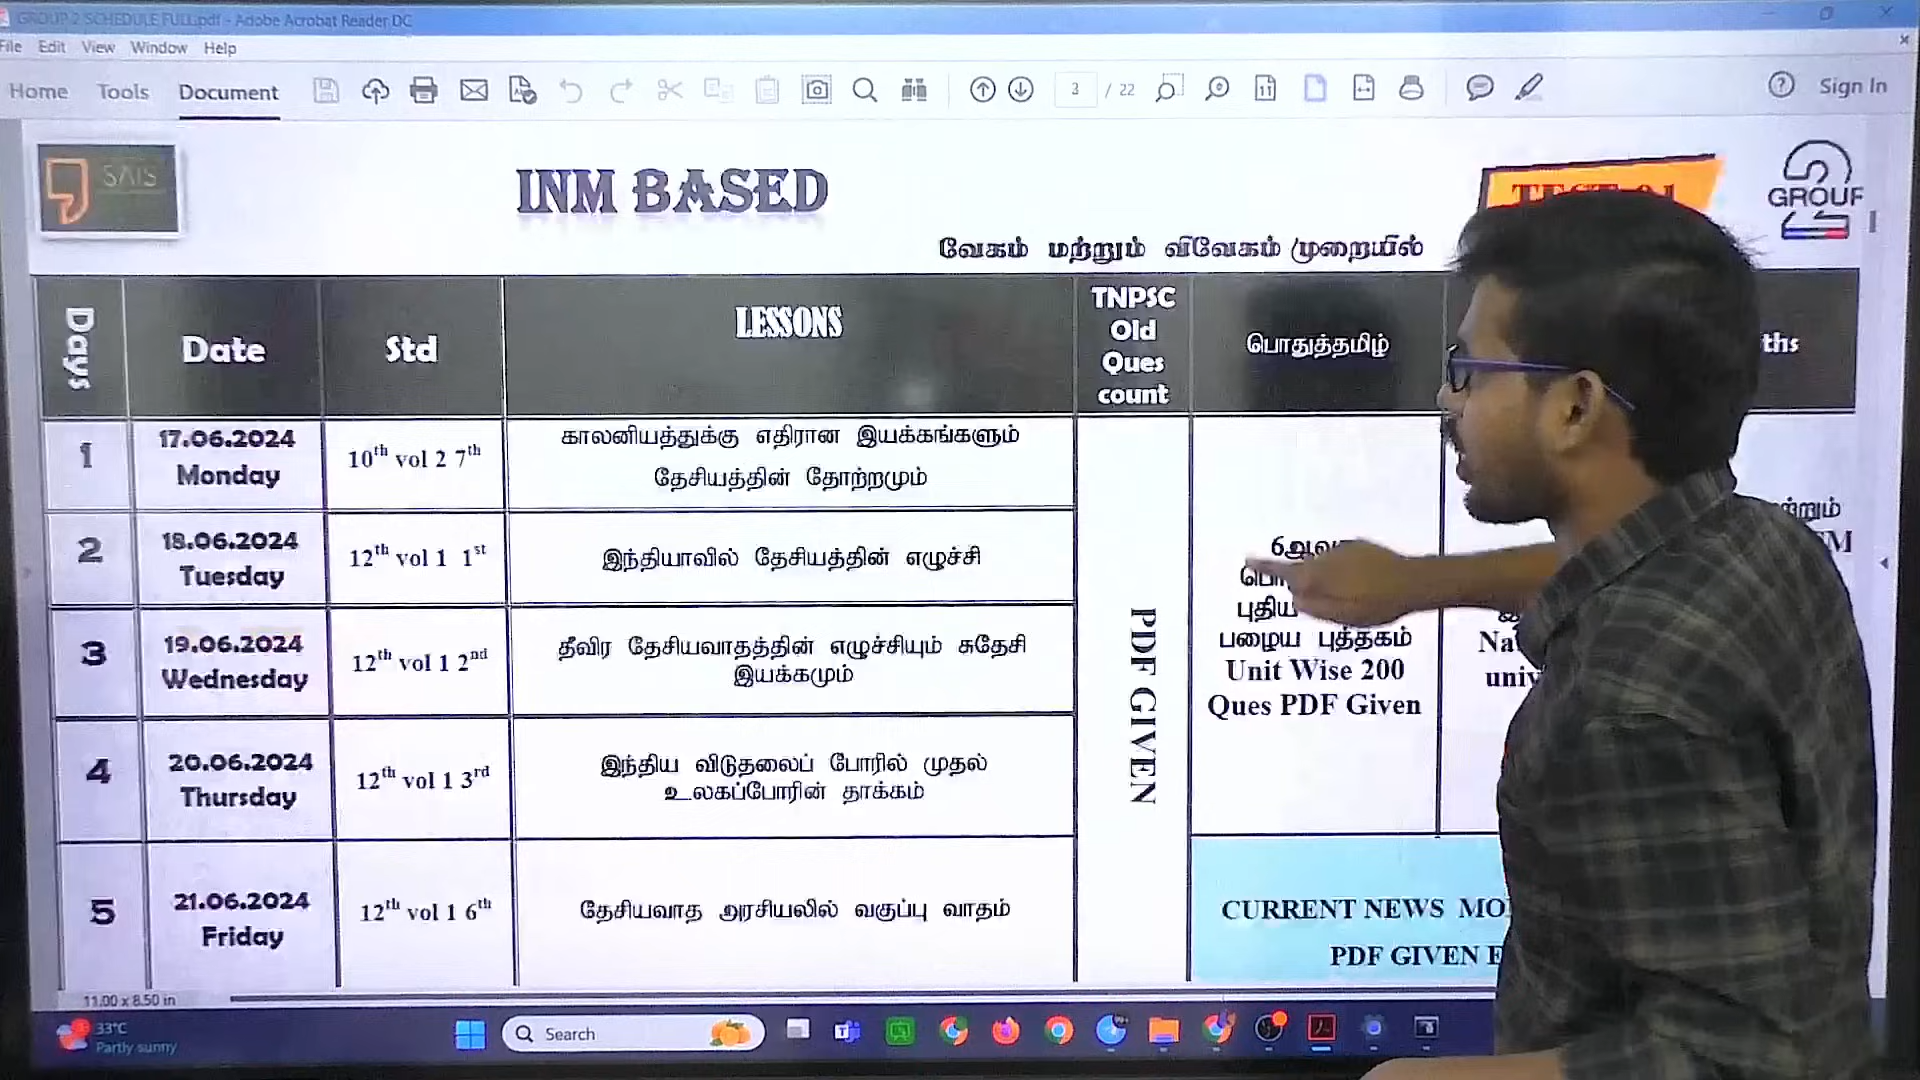 GROUP 2 SCHEDULE FULL.pdf - Adobe Acrobat Reader DC
File Edit View Window Help
Home Tools Document
3 / 22
Sign In
SAIS
INM BASED
GROUP
வேகம் மற்றும் விவேகம் முறையில்
Days
Date
Std
LESSONS
TNPSC
Old
Ques
count
பொதுத்தமிழ்
1
17.06.2024
Monday
10th vol 2 7th
காலனியத்துக்கு எதிரான இயக்கங்களும்
தேசியத்தின் தோற்றமும்
2
18.06.2024
Tuesday
12th vol 1 1st
இந்தியாவில் தேசியத்தின் எழுச்சி
3
19.06.2024
Wednesday
12th vol 1 2nd
தீவிர தேசியவாதத்தின் எழுச்சியும் சுதேசி
இயக்கமும்
4
20.06.2024
Thursday
12th vol 1 3rd
இந்திய விடுதலைப் போரில் முதல்
உலகப்போரின் தாக்கம்
5
21.06.2024
Friday
12th vol 1 6th
தேசியவாத அரசியலில் வகுப்பு வாதம்
PDF GIVEN
பழைய புத்தகம்
Unit Wise 200
Ques PDF Given
CURRENT NEWS
PDF GIVEN
11.00 x 8.50 in
33°C
Partly sunny
Search